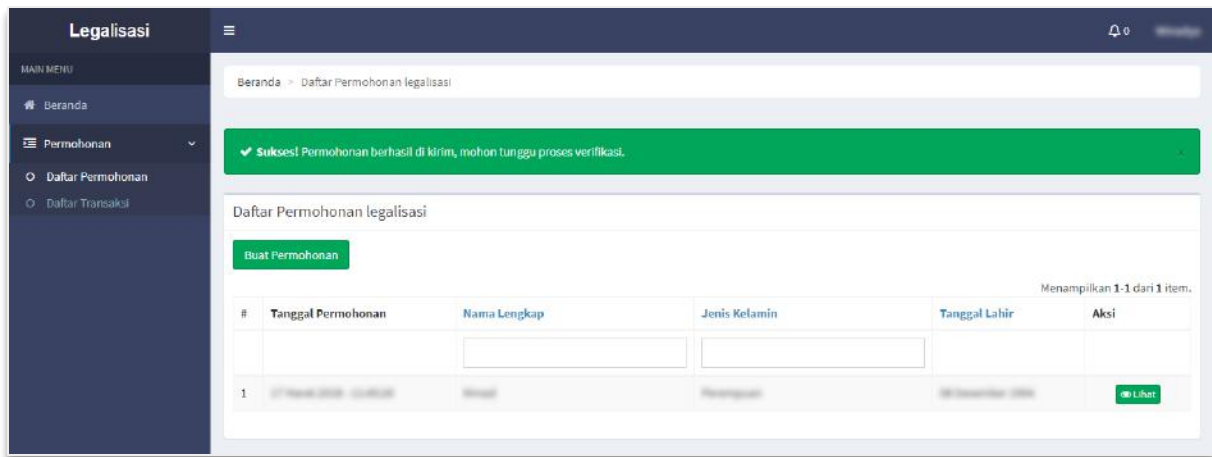 Legalisasi
0
MAIN MENU
Beranda
Permohonan
Daftar Permohonan
Daftar Transaksi
Beranda > Daftar Permohonan legalisasi
Sukses! Permohonan berhasil di kirim, mohon tunggu proses verifikasi.
x
Daftar Permohonan legalisasi
Buat Permohonan
Menampilkan 1-1 dari 1 item.
# Tanggal Permohonan Nama Lengkap Jenis Kelamin Tanggal Lahir Aksi
1 Lihat